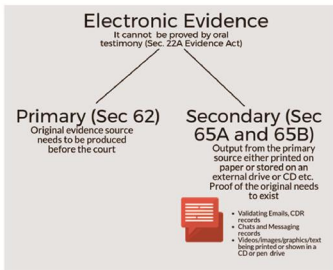 Electronic Evidence
It cannot be proved by oral
testimony (Sec. 22A Evidence Act)
Primary (Sec 62)
Original evidence source
needs to be produced
before the court
Secondary (Sec
65A and 65B)
Output from the primary
source either printed on
paper or stored on an
external drive or CD etc.
Proof of the original needs
to exist
• Validating Emails, CDR
records
• Chats and Messaging
records
• Videos/images/graphics/text
being printed or shown in a
CD or pen drive